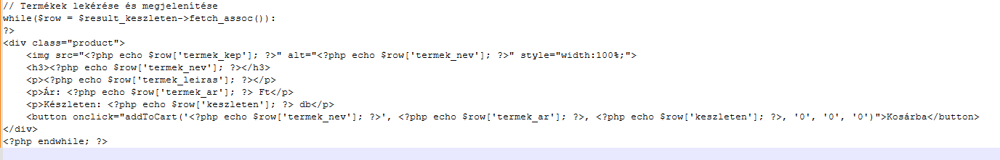 // Termékek lekérése és megjelenítése
while($row = $result_keszleten->fetch_assoc()):
?>
<div class="product">
    <img src="<?php echo $row['termek_kep']; ?>" alt="<?php echo $row['termek_nev']; ?>" style="width:100%;">
    <h3><?php echo $row['termek_nev']; ?></h3>
    <p><?php echo $row['termek_leiras']; ?></p>
    <p>Ár: <?php echo $row['termek_ar']; ?> Ft</p>
    <p>Készleten: <?php echo $row['keszleten']; ?> db</p>
    <button onclick="addToCart('<?php echo $row['termek_nev']; ?>', <?php echo $row['termek_ar']; ?>, <?php echo $row['keszleten']; ?>, '0', '0', '0')">Kosárba</button>
</div>
<?php endwhile; ?>